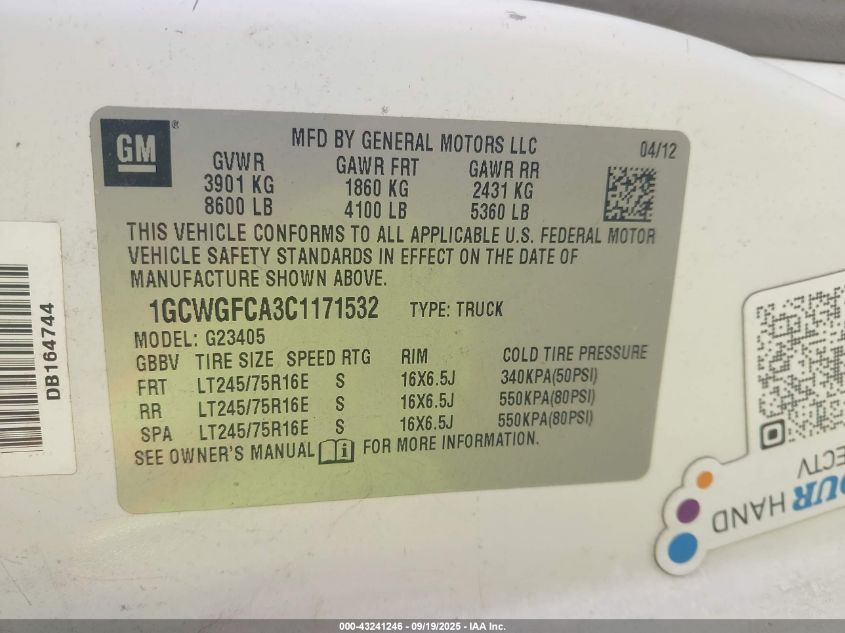 GM®
MFD BY GENERAL MOTORS LLC
04/12
GVWR GAWR FRT GAWR RR
3901 KG 1860 KG 2431 KG
8600 LB 4100 LB 5360 LB
THIS VEHICLE CONFORMS TO ALL APPLICABLE U.S. FEDERAL MOTOR
VEHICLE SAFETY STANDARDS IN EFFECT ON THE DATE OF
MANUFACTURE SHOWN ABOVE.
1GCWGFCA3C1171532 TYPE: TRUCK
MODEL: G23405
GBBV TIRE SIZE SPEED RTG RIM COLD TIRE PRESSURE
FRT LT245/75R16E S 16X6.5J 340KPA(50PSI)
RR LT245/75R16E S 16X6.5J 550KPA(80PSI)
SPA LT245/75R16E S 16X6.5J 550KPA(80PSI)
SEE OWNER'S MANUAL FOR MORE INFORMATION.
DB164744
OUR HAND
ECTV
000-43241246 - 09/19/2025 - IAA Inc.